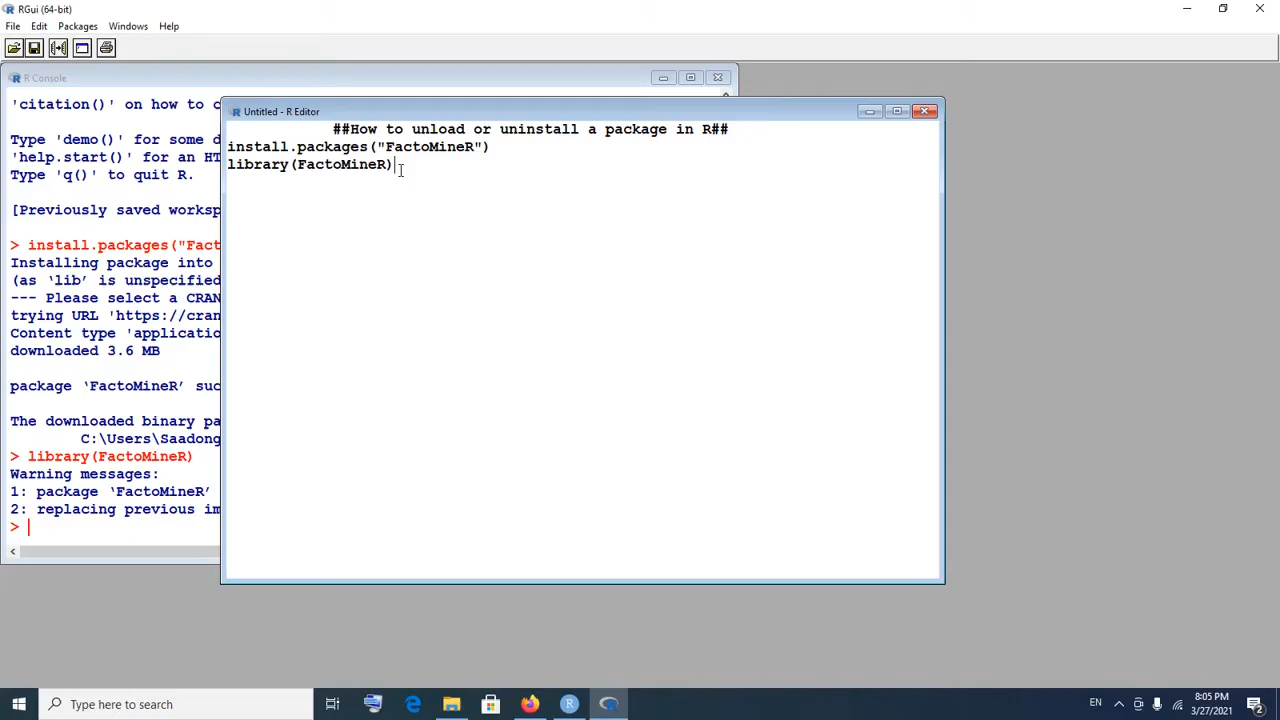 RGui (64-bit)
File Edit Packages Windows Help
R Console
'citation()' on how to c
Type 'demo()' for some d
'help.start()' for an HT
Type 'q()' to quit R.
[Previously saved worksp
> install.packages("Fact
Installing package into
(as ‘lib’ is unspecified
--- Please select a CRAN
trying URL 'https://cran
Content type 'applicatio
downloaded 3.6 MB
package ‘FactoMineR’ suc
The downloaded binary pa
C:\Users\Saadong
> library(FactoMineR)
Warning messages:
1: package ‘FactoMineR’
2: replacing previous im
>
Untitled - R Editor
##How to unload or uninstall a package in R##
install.packages("FactoMineR")
library(FactoMineR)
Type here to search
EN
8:05 PM
3/27/2021
2